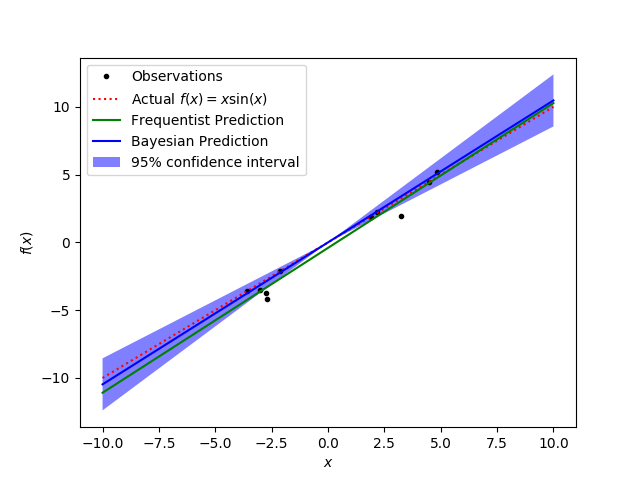 Observations
Actual f(x) = xsin(x)
Frequentist Prediction
Bayesian Prediction
95% confidence interval
10
5
0
−5
−10
f(x)
−10.0 −7.5 −5.0 −2.5 0.0 2.5 5.0 7.5 10.0
x